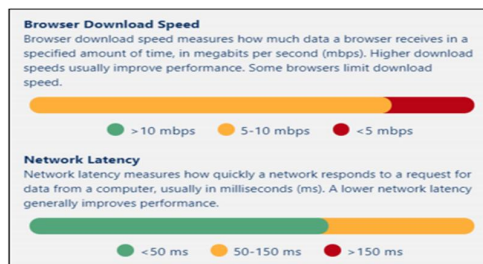 Browser Download Speed
Browser download speed measures how much data a browser receives in a
specified amount of time, in megabits per second (mbps). Higher download
speeds usually improve performance. Some browsers limit download
speed.
>10 mbps 5-10 mbps <5 mbps
Network Latency
Network latency measures how quickly a network responds to a request for
data from a computer, usually in milliseconds (ms). A lower network latency
generally improves performance.
<50 ms 50-150 ms >150 ms